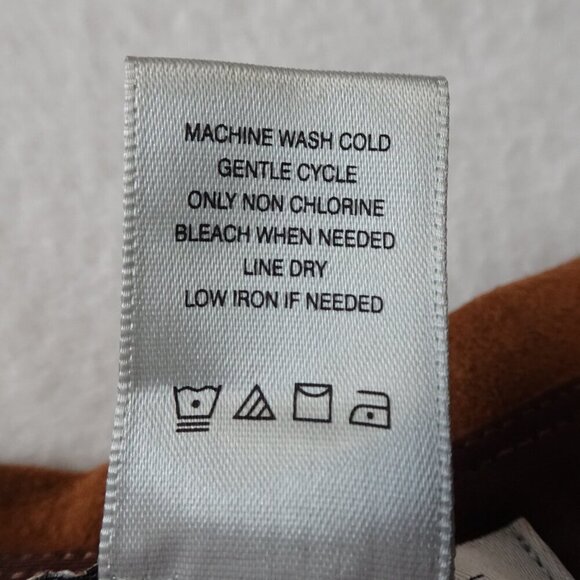 MACHINE WASH COLD
GENTLE CYCLE
ONLY NON CHLORINE
BLEACH WHEN NEEDED
LINE DRY
LOW IRON IF NEEDED